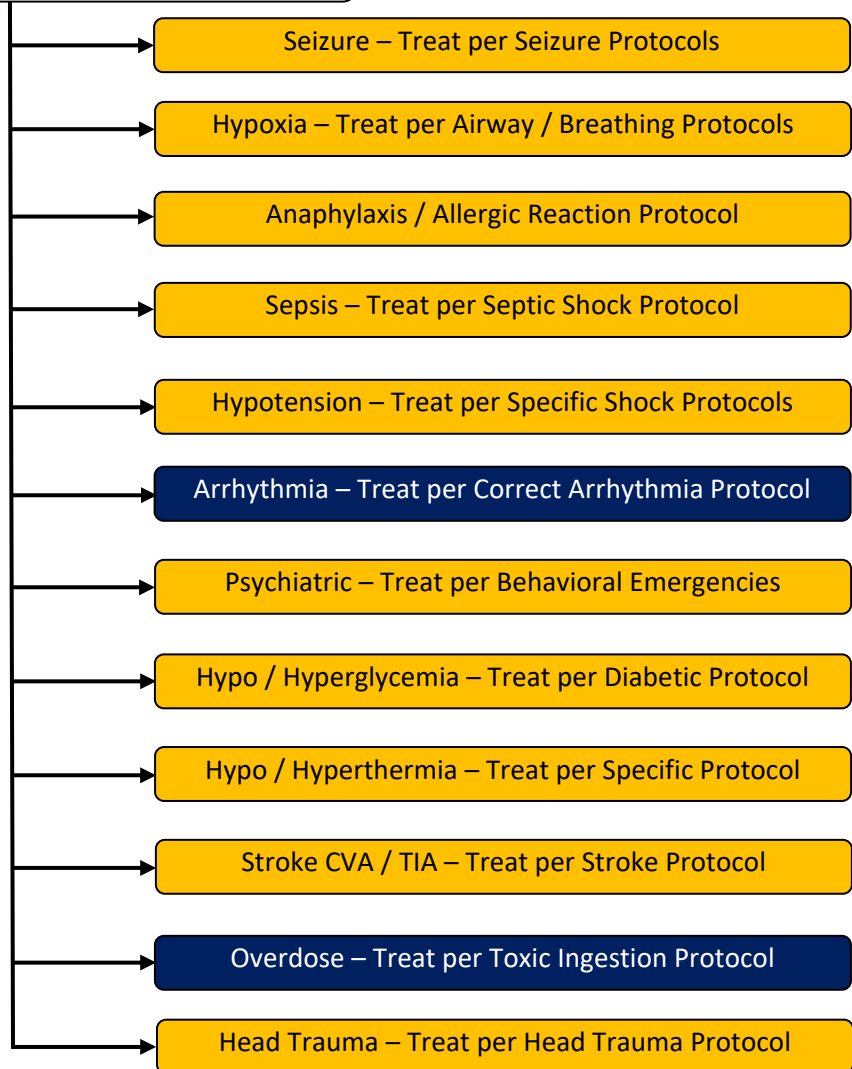 Seizure – Treat per Seizure Protocols
Hypoxia – Treat per Airway / Breathing Protocols
Anaphylaxis / Allergic Reaction Protocol
Sepsis – Treat per Septic Shock Protocol
Hypotension – Treat per Specific Shock Protocols
Arrhythmia – Treat per Correct Arrhythmia Protocol
Psychiatric – Treat per Behavioral Emergencies
Hypo / Hyperglycemia – Treat per Diabetic Protocol
Hypo / Hyperthermia – Treat per Specific Protocol
Stroke CVA / TIA – Treat per Stroke Protocol
Overdose – Treat per Toxic Ingestion Protocol
Head Trauma – Treat per Head Trauma Protocol